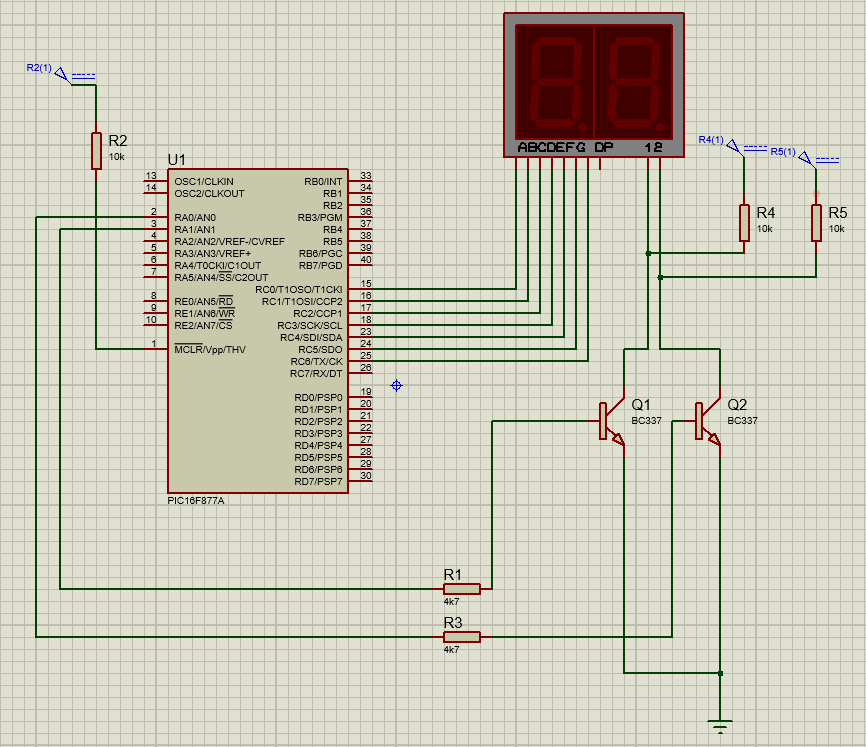 R2(1)
R2
10k
ABCDEFG DP
12
R4(1)
R5(1)
R4
10k
R5
10k
U1
13
OSC1/CLKIN
14
OSC2/CLKOUT
2
RA0/AN0
3
RA1/AN1
4
RA2/AN2/VREF-/CVREF
5
RA3/AN3/VREF+
6
RA4/T0CKI/C1OUT
7
RA5/AN4/SS/C2OUT
8
RE0/AN5/RD
9
RE1/AN6/WR
10
RE2/AN7/CS
1
MCLR/Vpp/THV
RB0/INT
33
RB1
34
RB2
35
RB3/PGM
36
RB4
37
RB5
38
RB6/PGC
39
RB7/PGD
40
RC0/T1OSO/T1CKI
15
RC1/T1OSI/CCP2
16
RC2/CCP1
17
RC3/SCK/SCL
18
RC4/SDI/SDA
23
RC5/SDO
24
RC6/TX/CK
25
RC7/RX/DT
26
RD0/PSP0
19
RD1/PSP1
20
RD2/PSP2
21
RD3/PSP3
22
RD4/PSP4
27
RD5/PSP5
28
RD6/PSP6
29
RD7/PSP7
30
PIC16F877A
Q1
BC337
Q2
BC337
R1
4k7
R3
4k7